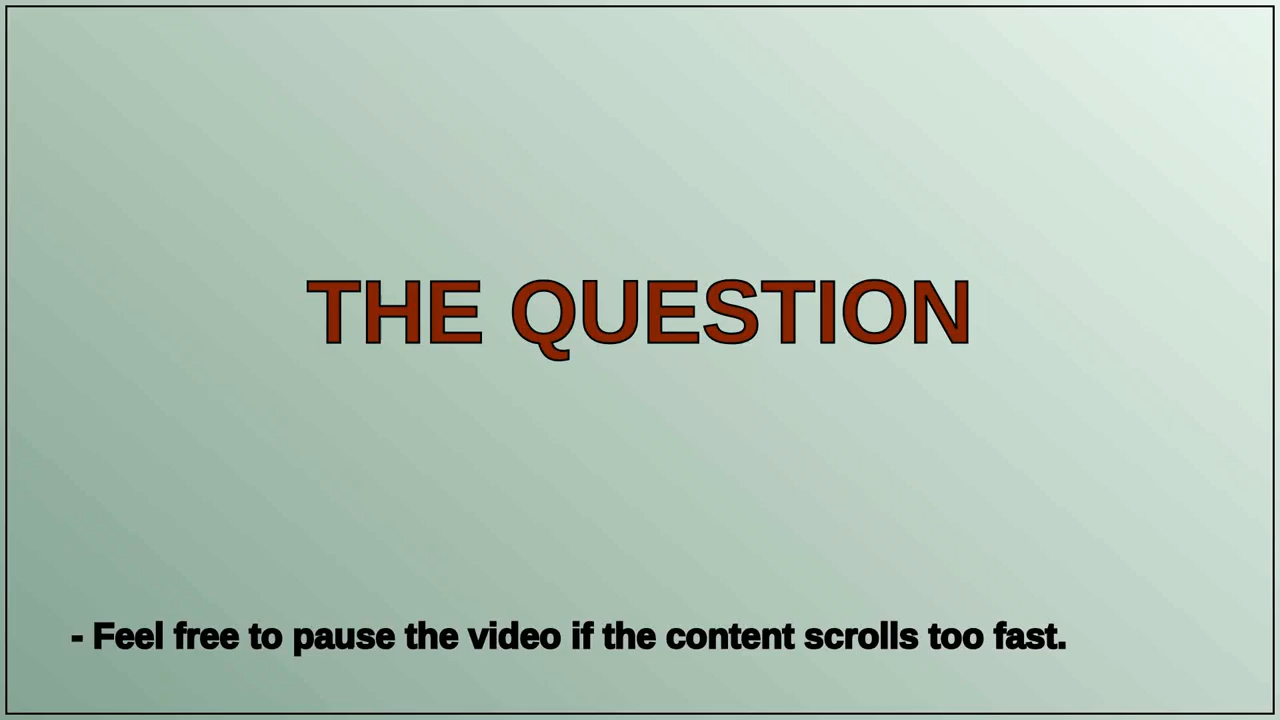 THE QUESTION
- Feel free to pause the video if the content scrolls too fast.